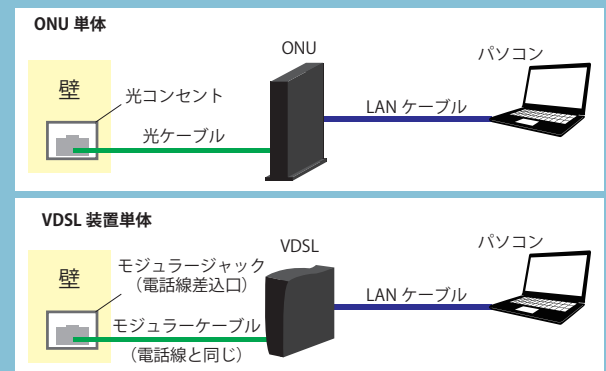 ONU 単体
ONU
パソコン
壁
光コンセント
光ケーブル
LAN ケーブル
VDSL 装置単体
VDSL
パソコン
壁
モジュラージャック
（電話線差込口）
LAN ケーブル
モジュラーケーブル
（電話線と同じ）